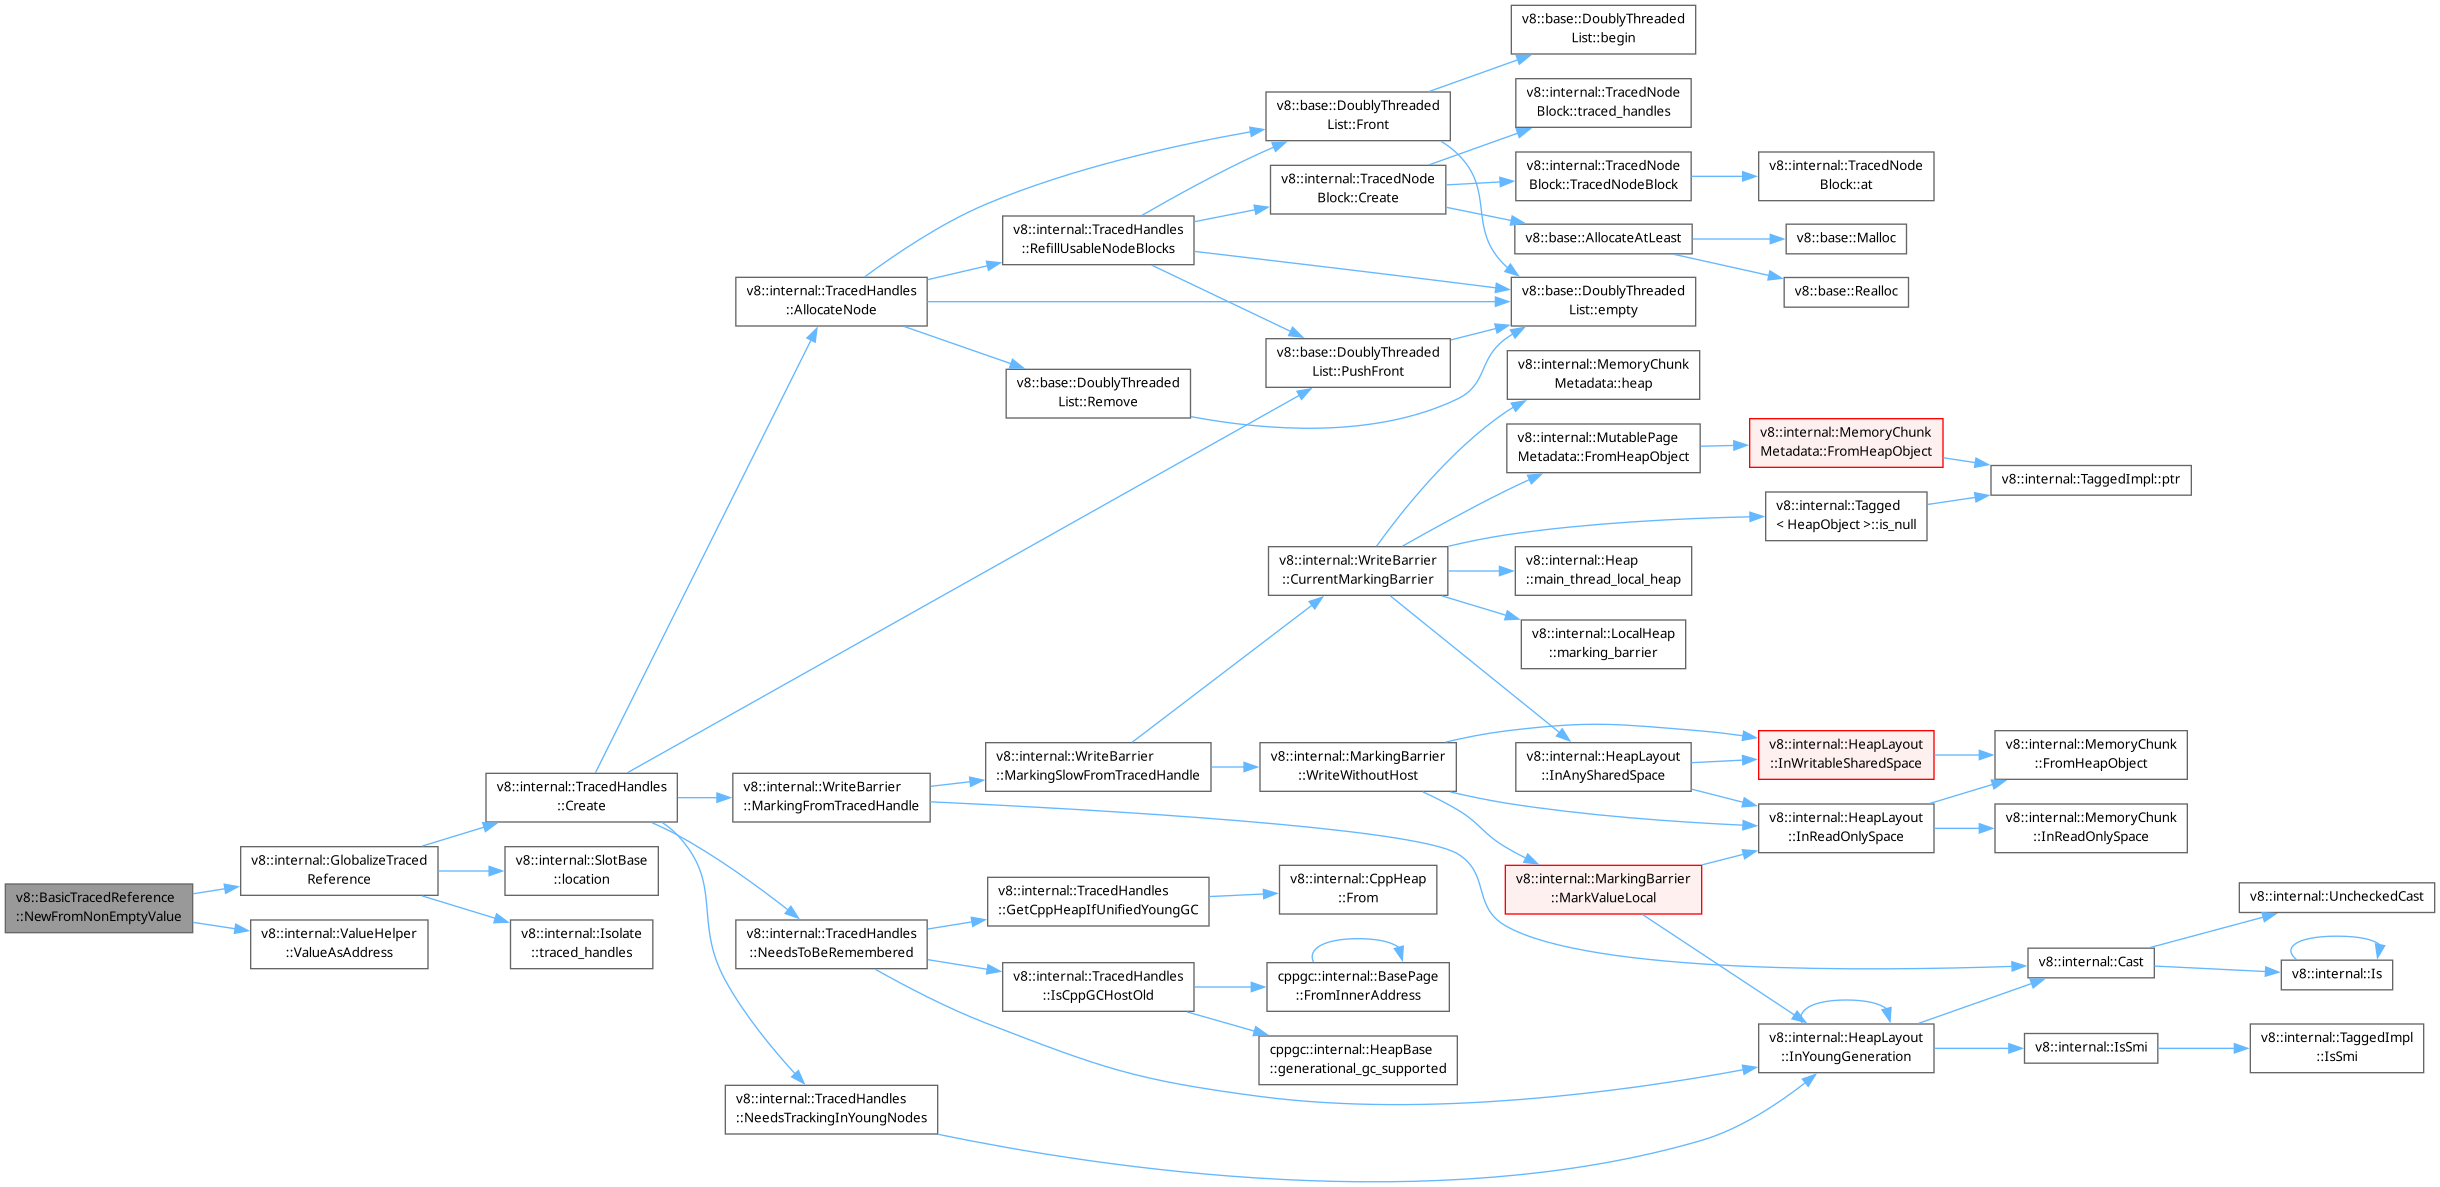 v8::BasicTracedReference
::NewFromNonEmptyValue
v8::internal::GlobalizeTraced
Reference
v8::internal::ValueHelper
::ValueAsAddress
v8::internal::TracedHandles
::Create
v8::internal::SlotBase
::location
v8::internal::Isolate
::traced_handles
v8::internal::TracedHandles
::AllocateNode
v8::internal::WriteBarrier
::MarkingFromTracedHandle
v8::internal::TracedHandles
::NeedsToBeRemembered
v8::internal::TracedHandles
::NeedsTrackingInYoungNodes
v8::internal::TracedHandles
::RefillUsableNodeBlocks
v8::base::DoublyThreaded
List::Remove
v8::internal::WriteBarrier
::MarkingSlowFromTracedHandle
v8::internal::TracedHandles
::GetCppHeapIfUnifiedYoungGC
v8::internal::TracedHandles
::IsCppGCHostOld
v8::base::DoublyThreaded
List::Front
v8::internal::TracedNode
Block::Create
v8::base::DoublyThreaded
List::PushFront
v8::internal::WriteBarrier
::CurrentMarkingBarrier
v8::internal::MarkingBarrier
::WriteWithoutHost
v8::internal::CppHeap
::From
cppgc::internal::BasePage
::FromInnerAddress
cppgc::internal::HeapBase
::generational_gc_supported
v8::base::DoublyThreaded
List::begin
v8::internal::TracedNode
Block::traced_handles
v8::internal::TracedNode
Block::TracedNodeBlock
v8::base::AllocateAtLeast
v8::base::DoublyThreaded
List::empty
v8::internal::MemoryChunk
Metadata::heap
v8::internal::MutablePage
Metadata::FromHeapObject
v8::internal::Heap
::main_thread_local_heap
v8::internal::LocalHeap
::marking_barrier
v8::internal::HeapLayout
::InAnySharedSpace
v8::internal::MarkingBarrier
::MarkValueLocal
v8::internal::TracedNode
Block::at
v8::base::Malloc
v8::base::Realloc
v8::internal::MemoryChunk
Metadata::FromHeapObject
v8::internal::Tagged
< HeapObject >::is_null
v8::internal::HeapLayout
::InWritableSharedSpace
v8::internal::HeapLayout
::InReadOnlySpace
v8::internal::HeapLayout
::InYoungGeneration
v8::internal::TaggedImpl::ptr
v8::internal::MemoryChunk
::FromHeapObject
v8::internal::MemoryChunk
::InReadOnlySpace
v8::internal::Cast
v8::internal::IsSmi
v8::internal::UncheckedCast
v8::internal::Is
v8::internal::TaggedImpl
::IsSmi